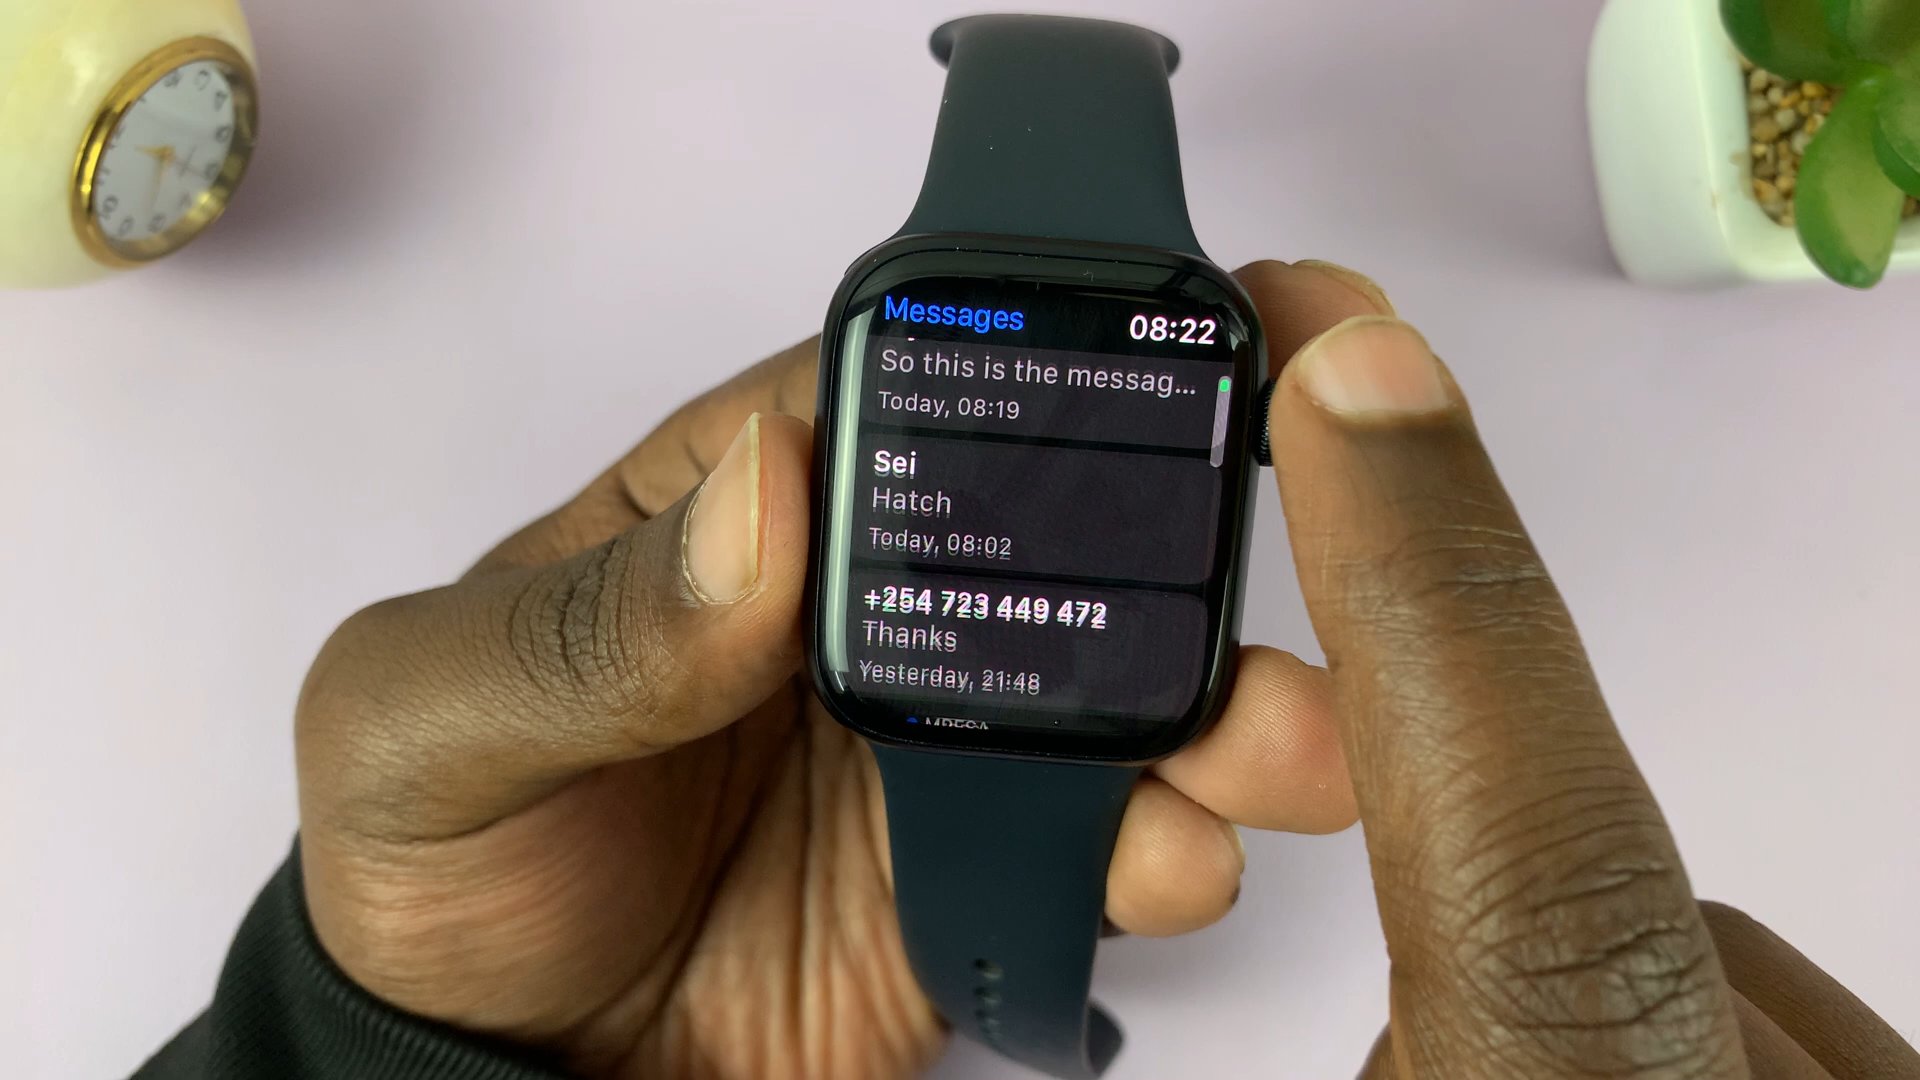 Messages
08:22
So this is the messag...
Today, 08:19
Sei
Hatch
Today, 08:02
+254 723 449 472
Thanks
Yesterday, 21:48
MPESA